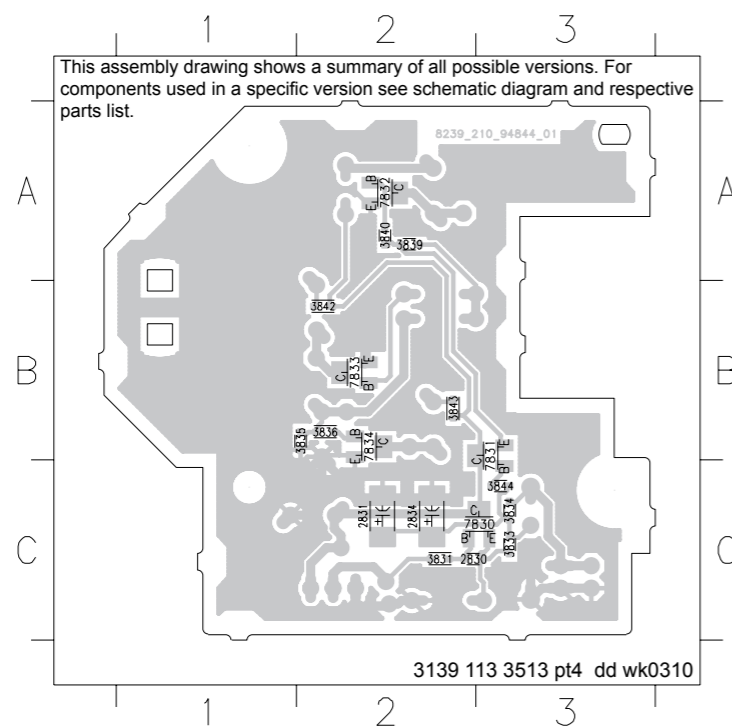 1 2 3
This assembly drawing shows a summary of all possible versions. For
components used in a specific version see schematic diagram and respective
parts list.
8239_210_94844_01
A A
B
7832
C
E
3840
3839
3842
B B
E
7833
C
B
3843
3835
3836
B
7834
C
E
E
7831
C
B
3844
2831
2834
C
7830
B E
3834
3833
C C
3831
2830
3139 113 3513 pt4 dd wk0310
1 2 3